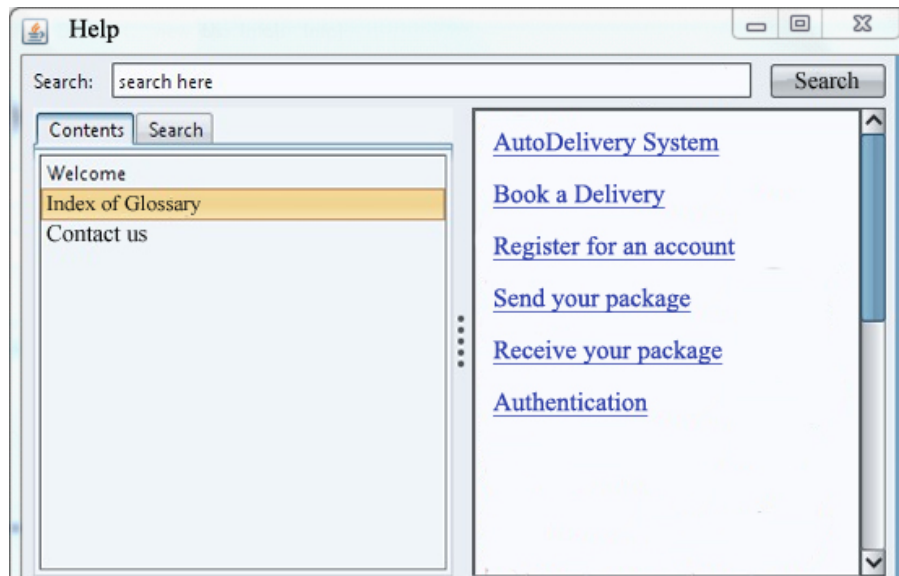 Help
Search: search here Search
Contents Search
Welcome
Index of Glossary
Contact us
AutoDelivery System
Book a Delivery
Register for an account
Send your package
Receive your package
Authentication